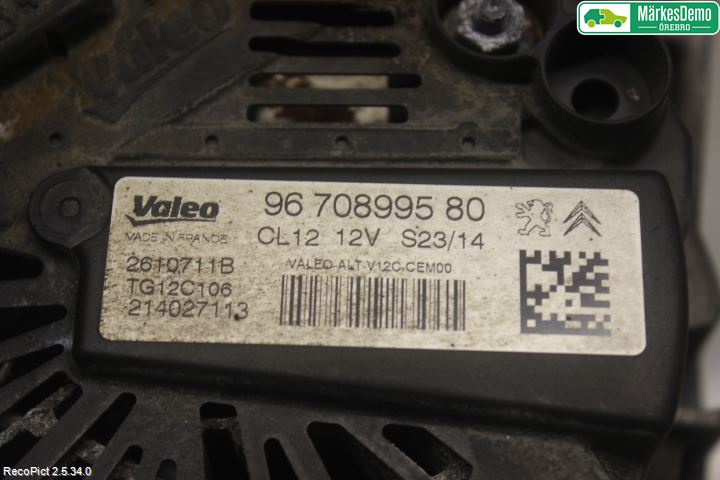 MärkesDemo
ÖREBRO
Valeo
Valeo
96 708995 80
MADE IN FRANCE
CL12 12V S23/14
2610711B
VALEO-ALT-V12C-CEM00
TG12C106
214027113
RecoPict 2.5.34.0